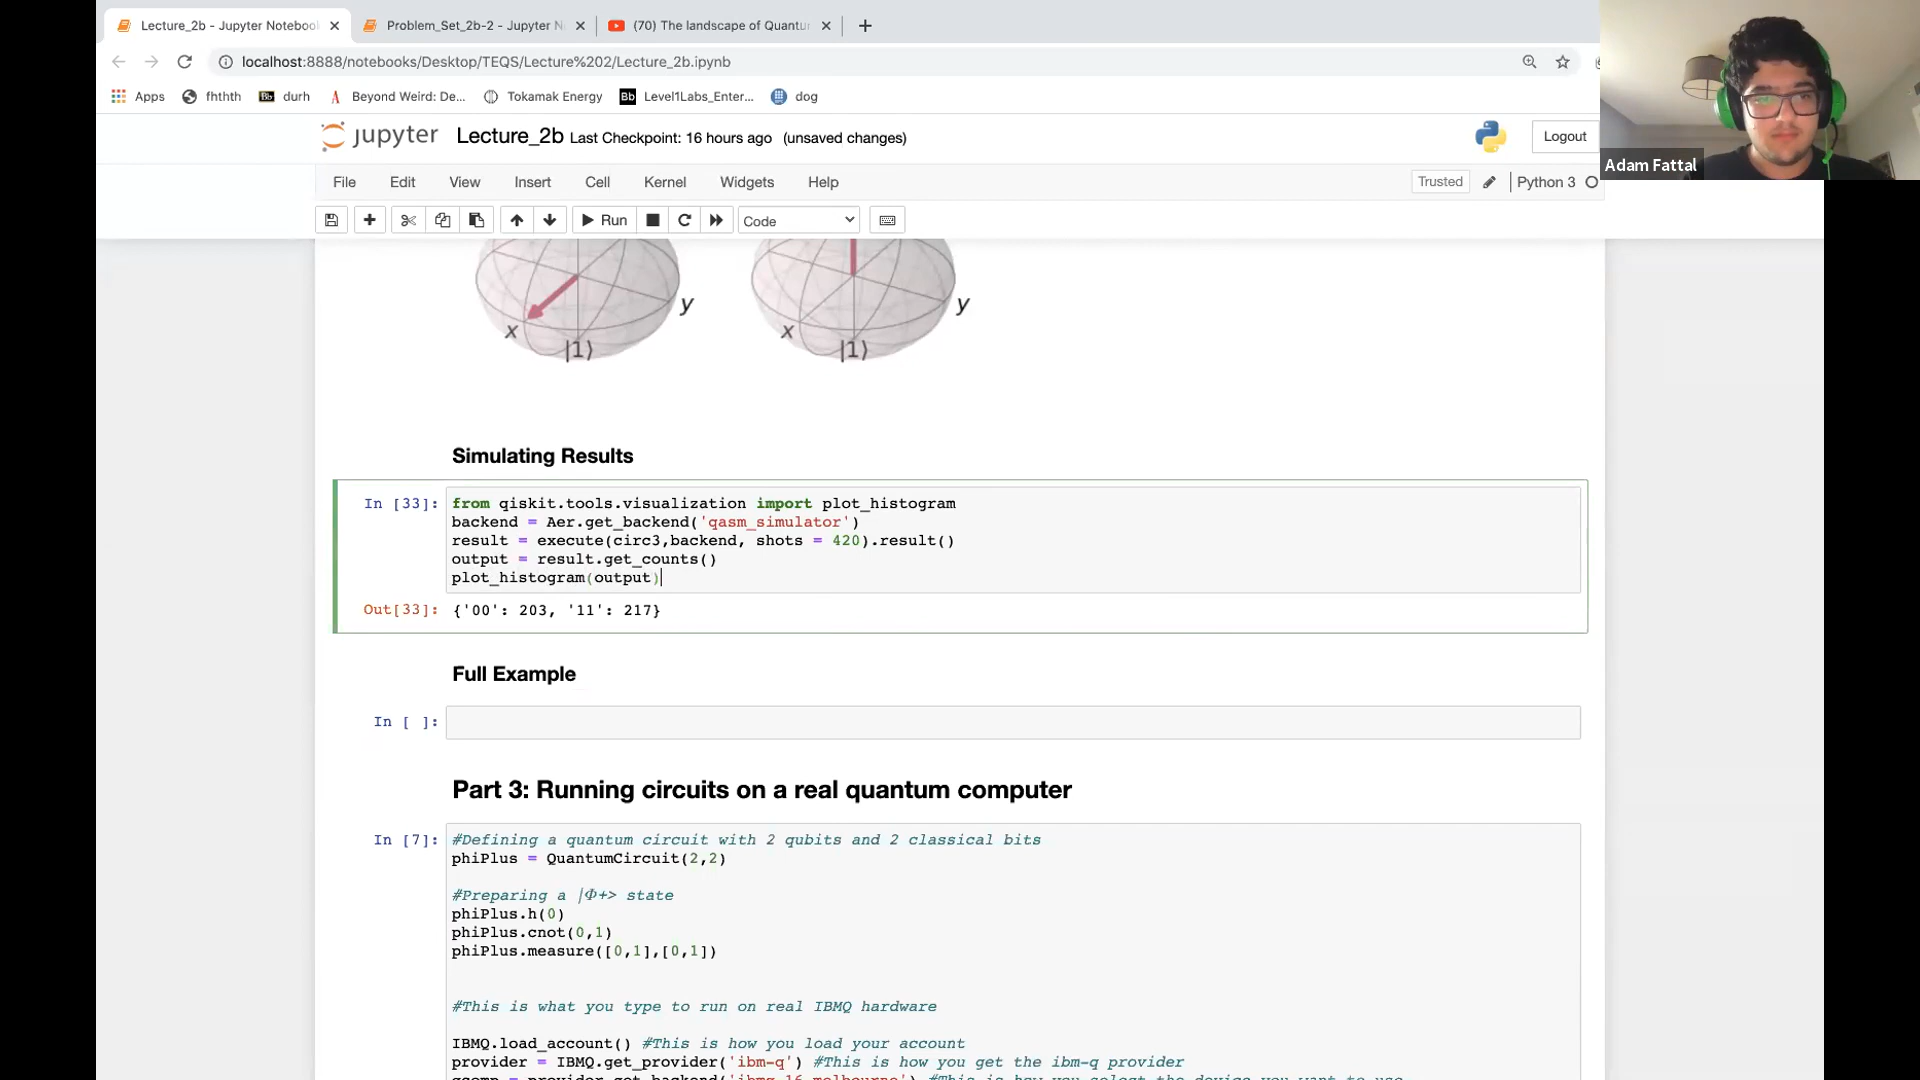 Lecture_2b - Jupyter Notebook
Problem_Set_2b-2 - Jupyter N
(70) The landscape of Quantum
localhost:8888/notebooks/Desktop/TEQS/Lecture%202/Lecture_2b.ipynb
Apps
fhthth
durh
Beyond Weird: De...
Tokamak Energy
Level1Labs_Enter...
dog
jupyter
Lecture_2b Last Checkpoint: 16 hours ago (unsaved changes)
Logout
Adam Fattal
File Edit View Insert Cell Kernel Widgets Help
Trusted
Python 3
Run
Code
y
x
|1⟩
y
x
|1⟩
Simulating Results
In [33]: from qiskit.tools.visualization import plot_histogram
backend = Aer.get_backend('qasm_simulator')
result = execute(circ3,backend, shots = 420).result()
output = result.get_counts()
plot_histogram(output)
Out[33]: {'00': 203, '11': 217}
Full Example
In [ ]:
Part 3: Running circuits on a real quantum computer
In [7]: #Defining a quantum circuit with 2 qubits and 2 classical bits
phiPlus = QuantumCircuit(2,2)
#Preparing a |Φ+> state
phiPlus.h(0)
phiPlus.cnot(0,1)
phiPlus.measure([0,1],[0,1])
#This is what you type to run on real IBMQ hardware
IBMQ.load_account() #This is how you load your account
provider = IBMQ.get_provider('ibm-q') #This is how you get the ibm-q provider